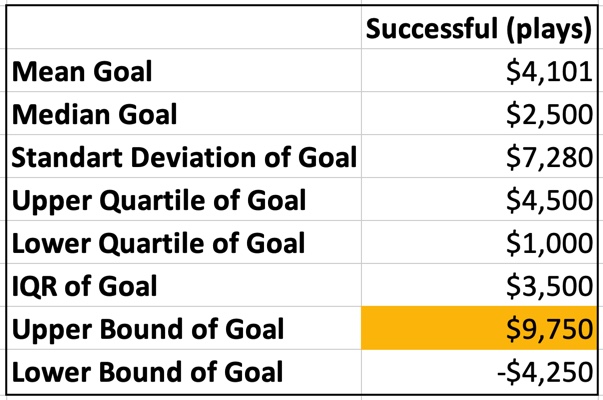 Successful (plays)
Mean Goal $4,101
Median Goal $2,500
Standart Deviation of Goal $7,280
Upper Quartile of Goal $4,500
Lower Quartile of Goal $1,000
IQR of Goal $3,500
Upper Bound of Goal $9,750
Lower Bound of Goal -$4,250